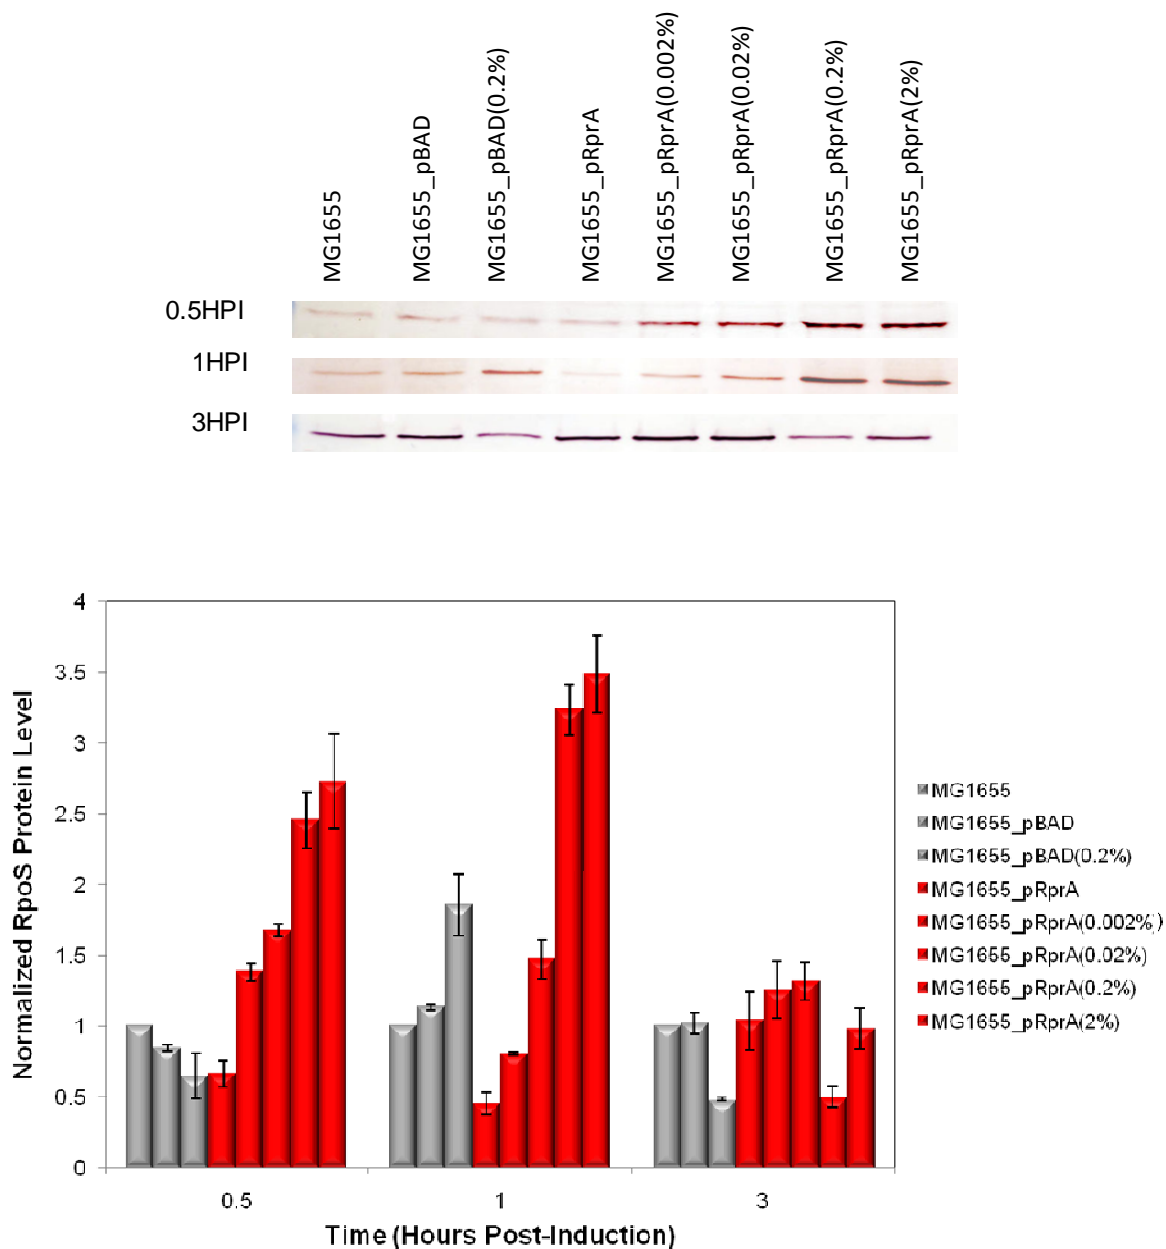 MG1655
MG1655_pBAD
MG1655_pBAD(0.2%)
MG1655_pRprA
MG1655_pRprA(0.002%)
MG1655_pRprA(0.02%)
MG1655_pRprA(0.2%)
MG1655_pRprA(2%)
0.5HPI
1HPI
3HPI
4
3.5
3
2.5
2
1.5
1
0.5
0
Normalized RpoS Protein Level
0.5
1
3
Time (Hours Post-Induction)
MG1655
MG1655_pBAD
MG1655_pBAD(0.2%)
MG1655_pRprA
MG1655_pRprA(0.002%)
MG1655_pRprA(0.02%)
MG1655_pRprA(0.2%)
MG1655_pRprA(2%)